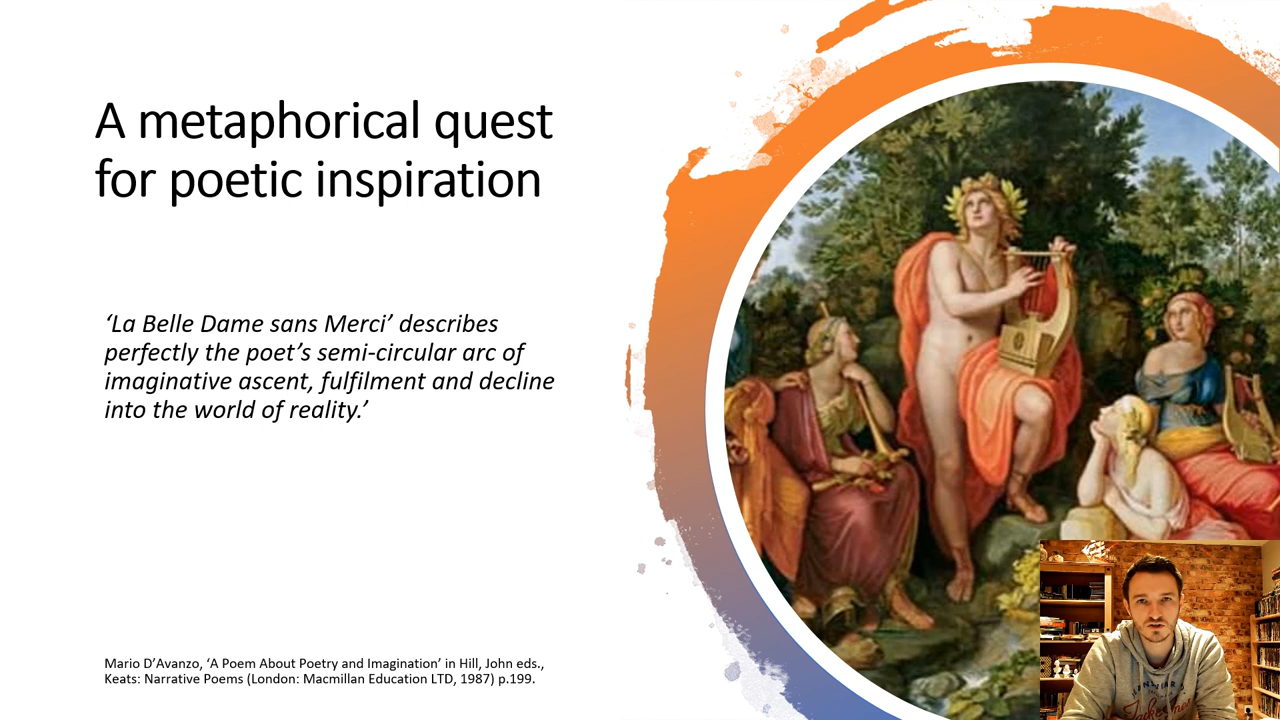 A metaphorical quest
for poetic inspiration
‘La Belle Dame sans Merci’ describes
perfectly the poet’s semi-circular arc of
imaginative ascent, fulfilment and decline
into the world of reality.’
Mario D’Avanzo, ‘A Poem About Poetry and Imagination’ in Hill, John eds.,
Keats: Narrative Poems (London: Macmillan Education LTD, 1987) p.199.